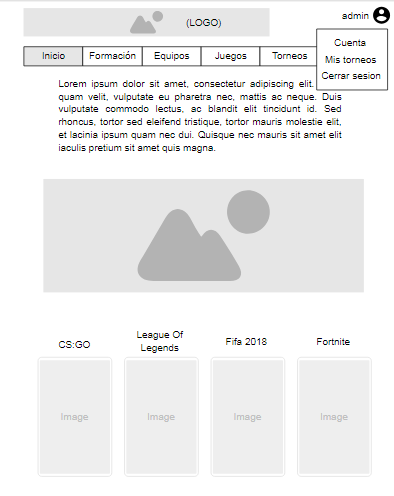 (LOGO)
admin
Inicio
Formación
Equipos
Juegos
Torneos
Cuenta
Mis torneos
Cerrar sesion
Lorem ipsum dolor sit amet, consectetur adipiscing elit.
quam velit, vulputate eu pharetra nec, mattis ac neque. Duis
vulputate commodo lectus, ac blandit elit tincidunt id. Sed
rhoncus, tortor sed eleifend tristique, tortor mauris molestie elit,
et lacinia ipsum quam nec dui. Quisque nec mauris sit amet elit
iaculis pretium sit amet quis magna.
CS:GO
League Of
Legends
Fifa 2018
Fortnite
Image
Image
Image
Image